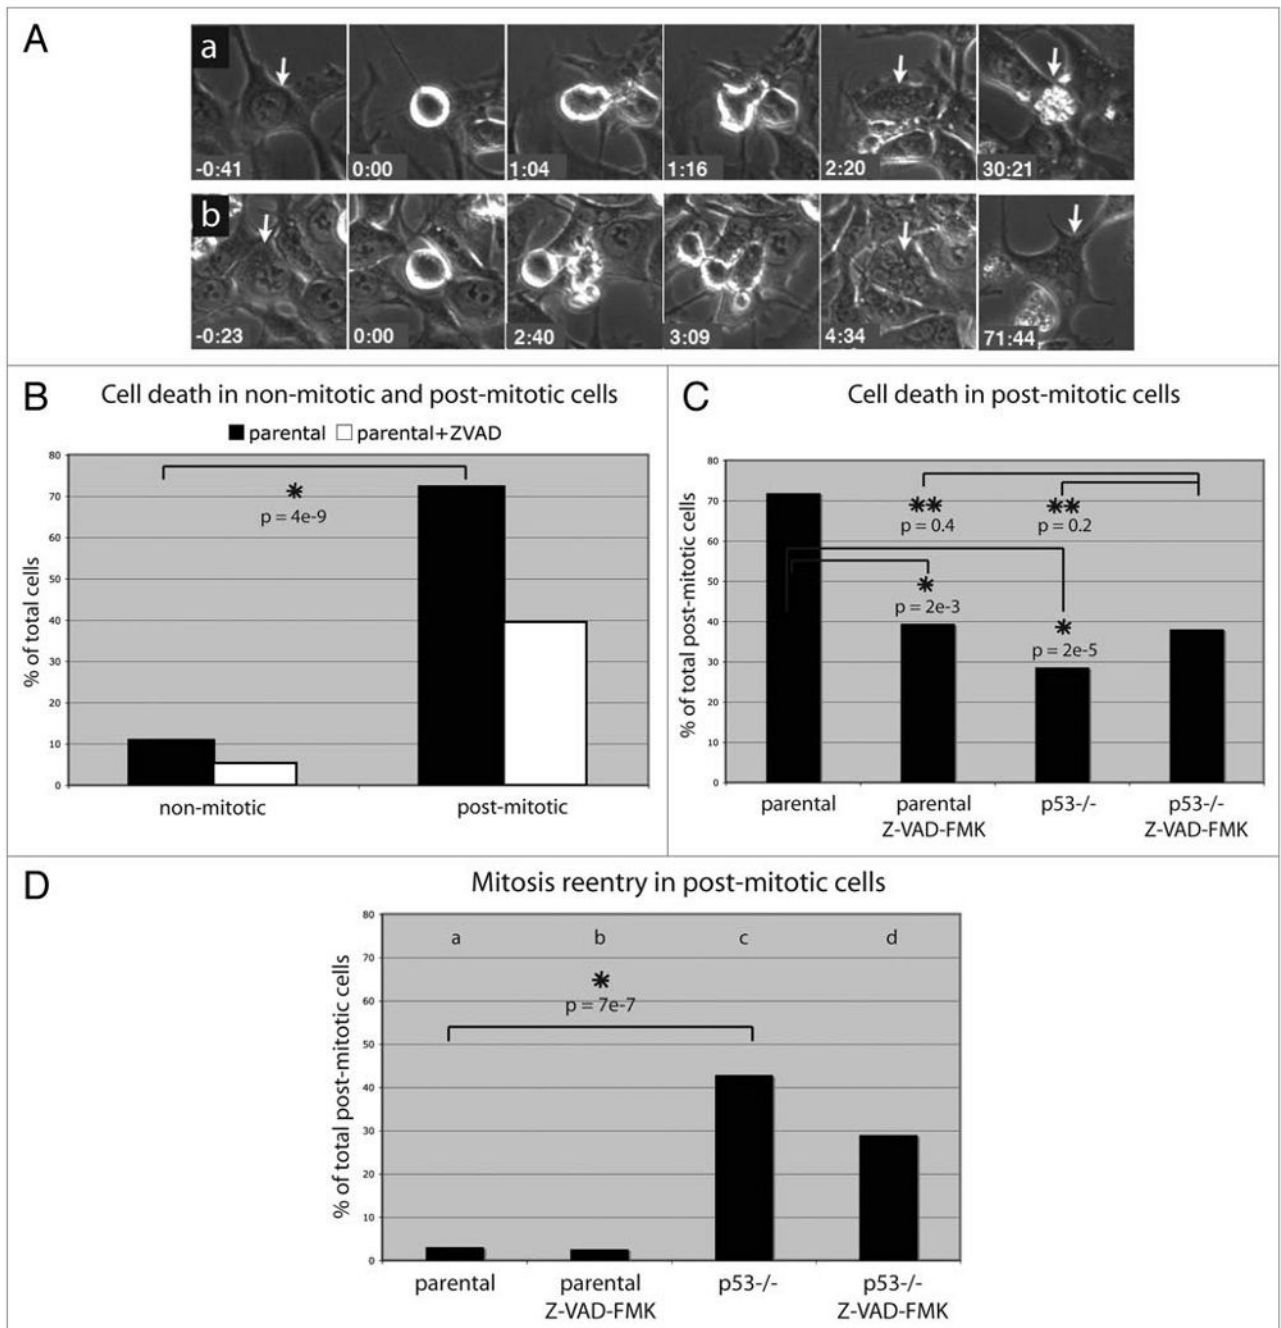 A
a
-0:41
0:00
1:04
1:16
2:20
30:21
b
-0:23
0:00
2:40
3:09
4:34
71:44
B
Cell death in non-mitotic and post-mitotic cells
parental
parental+ZVAD
% of total cells
80
70
60
50
40
30
20
10
0
*
p = 4e-9
non-mitotic
post-mitotic
C
Cell death in post-mitotic cells
% of total post-mitotic cells
80
70
60
50
40
30
20
10
0
**
p = 0.4
**
p = 0.2
*
p = 2e-3
*
p = 2e-5
parental
parental
Z-VAD-FMK
p53-/-
p53-/-
Z-VAD-FMK
D
Mitosis reentry in post-mitotic cells
% of total post-mitotic cells
80
70
60
50
40
30
20
10
0
a
b
c
d
*
p = 7e-7
parental
parental
Z-VAD-FMK
p53-/-
p53-/-
Z-VAD-FMK